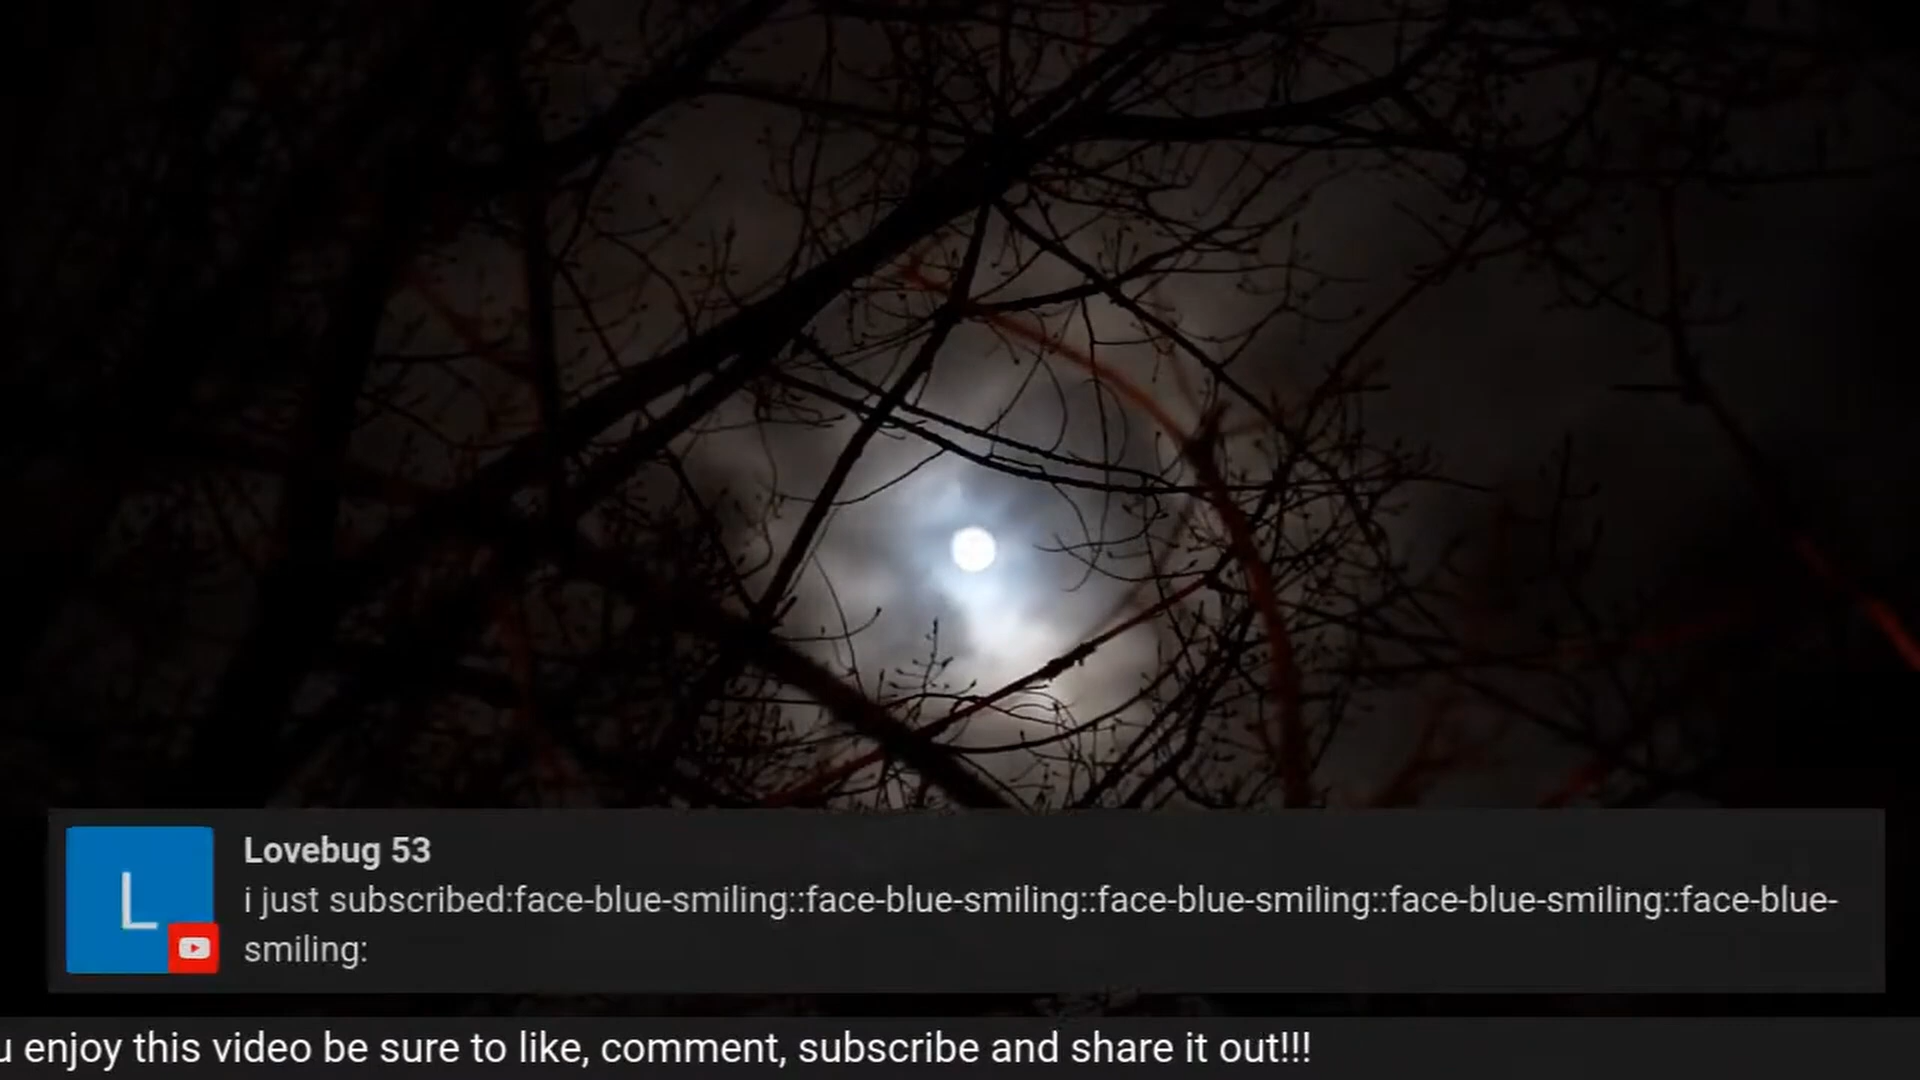 L
Lovebug 53
i just subscribed:face-blue-smiling::face-blue-smiling::face-blue-smiling::face-blue-smiling::face-blue-
smiling:
u enjoy this video be sure to like, comment, subscribe and share it out!!!